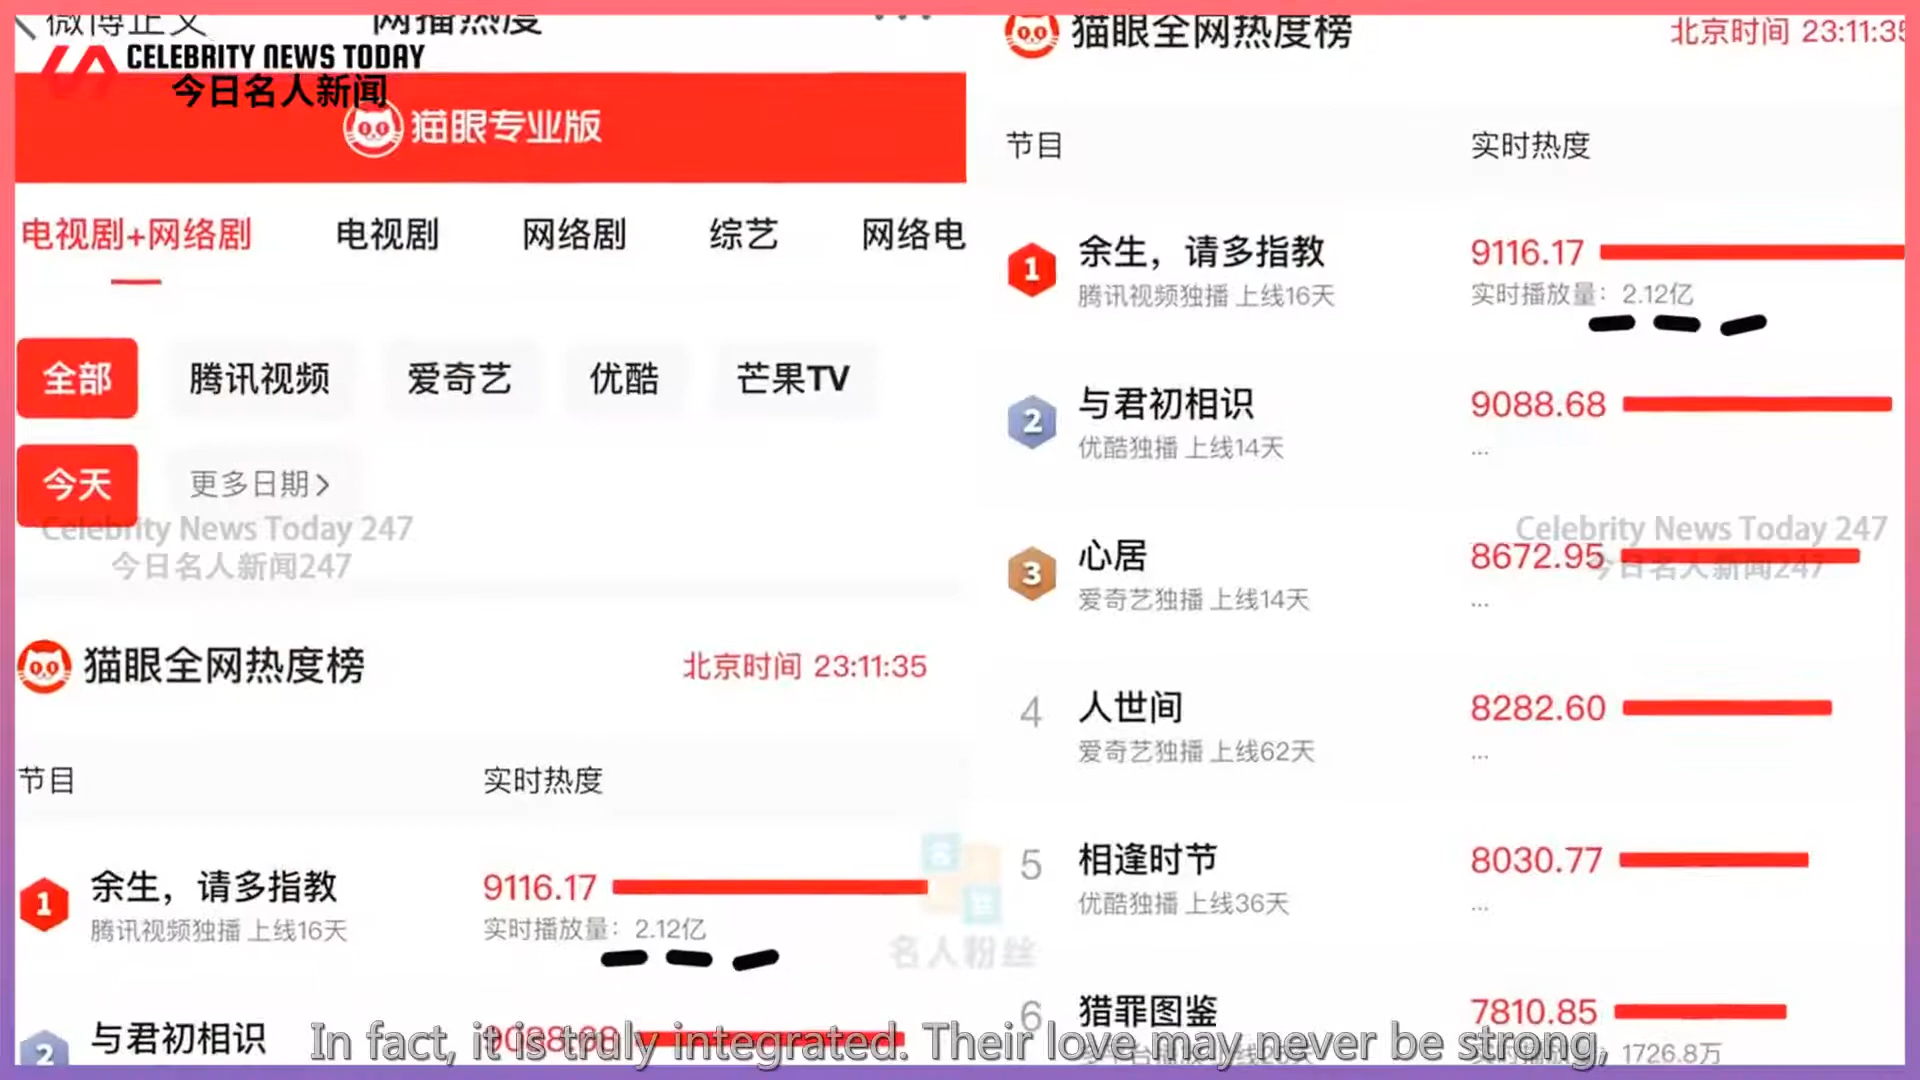 微博正文
网播热度
CELEBRITY NEWS TODAY
今日名人新闻
猫眼专业版
电视剧+网络剧 电视剧 网络剧 综艺 网络电
全部 腾讯视频 爱奇艺 优酷 芒果TV
今天 更多日期>
Celebrity News Today 247
今日名人新闻247
猫眼全网热度榜 北京时间 23:11:35
节目 实时热度
1 余生，请多指教 9116.17
腾讯视频独播 上线16天 实时播放量：2.12亿
2 与君初相识 9088.68
猫眼全网热度榜 北京时间 23:11:35
节目 实时热度
1 余生，请多指教 9116.17
腾讯视频独播 上线16天 实时播放量：2.12亿
2 与君初相识 9088.68
优酷独播 上线14天 ...
Celebrity News Today 247
今日名人新闻247
3 心居 8672.95
爱奇艺独播 上线14天 ...
4 人世间 8282.60
爱奇艺独播 上线62天 ...
5 相逢时节 8030.77
优酷独播 上线36天 ...
名人粉丝
6 猎罪图鉴 7810.85
1726.8万
In fact, it is truly integrated. Their love may never be strong,